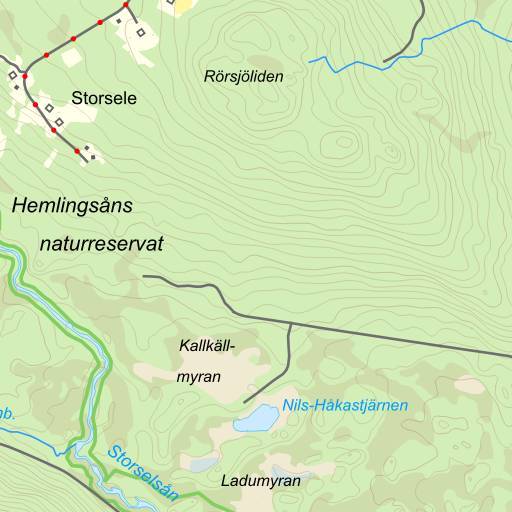 Rörsjöliden
Storsele
Hemlingsåns
naturreservat
Kallkäll-
myran
Nils-Håkastjärnen
Storselsån
Ladumyran